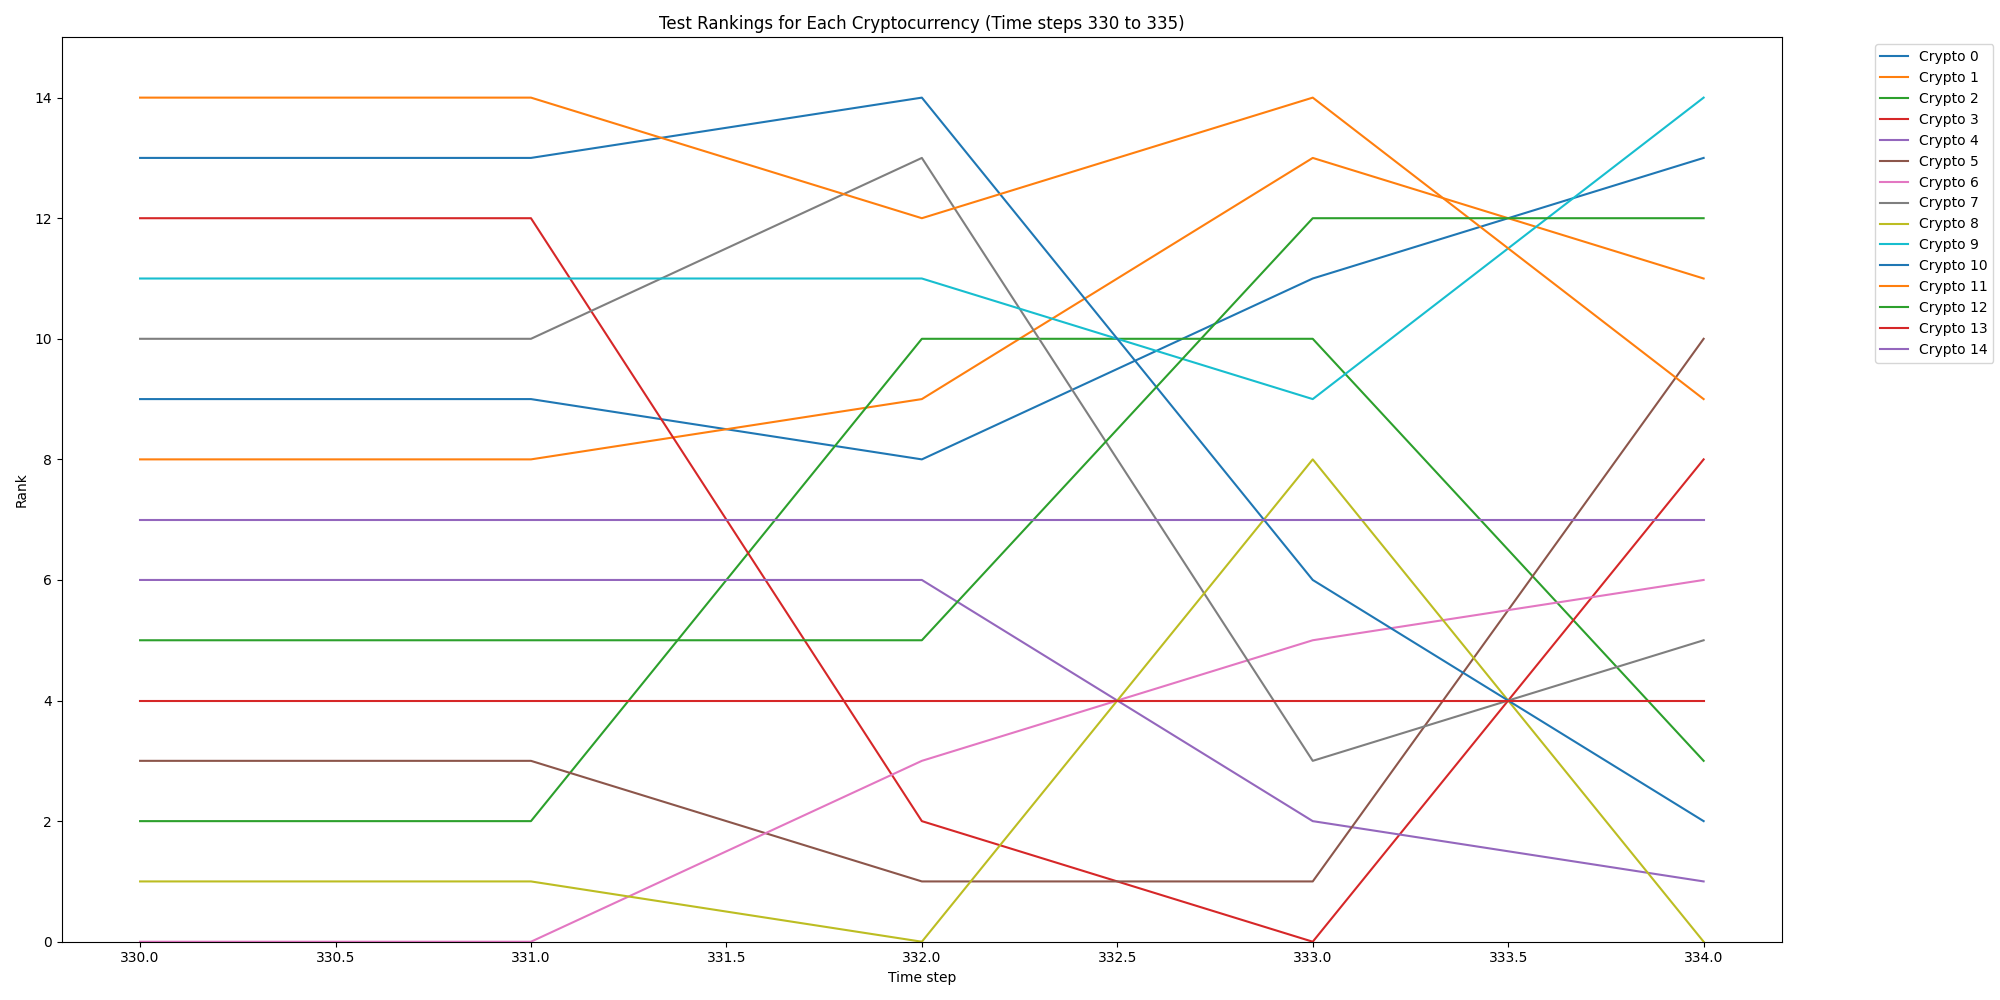 Test Rankings for Each Cryptocurrency (Time steps 330 to 335)
Rank
14
12
10
8
6
4
2
0
330.0 330.5 331.0 331.5 332.0 332.5 333.0 333.5 334.0
Time step
Crypto 0
Crypto 1
Crypto 2
Crypto 3
Crypto 4
Crypto 5
Crypto 6
Crypto 7
Crypto 8
Crypto 9
Crypto 10
Crypto 11
Crypto 12
Crypto 13
Crypto 14